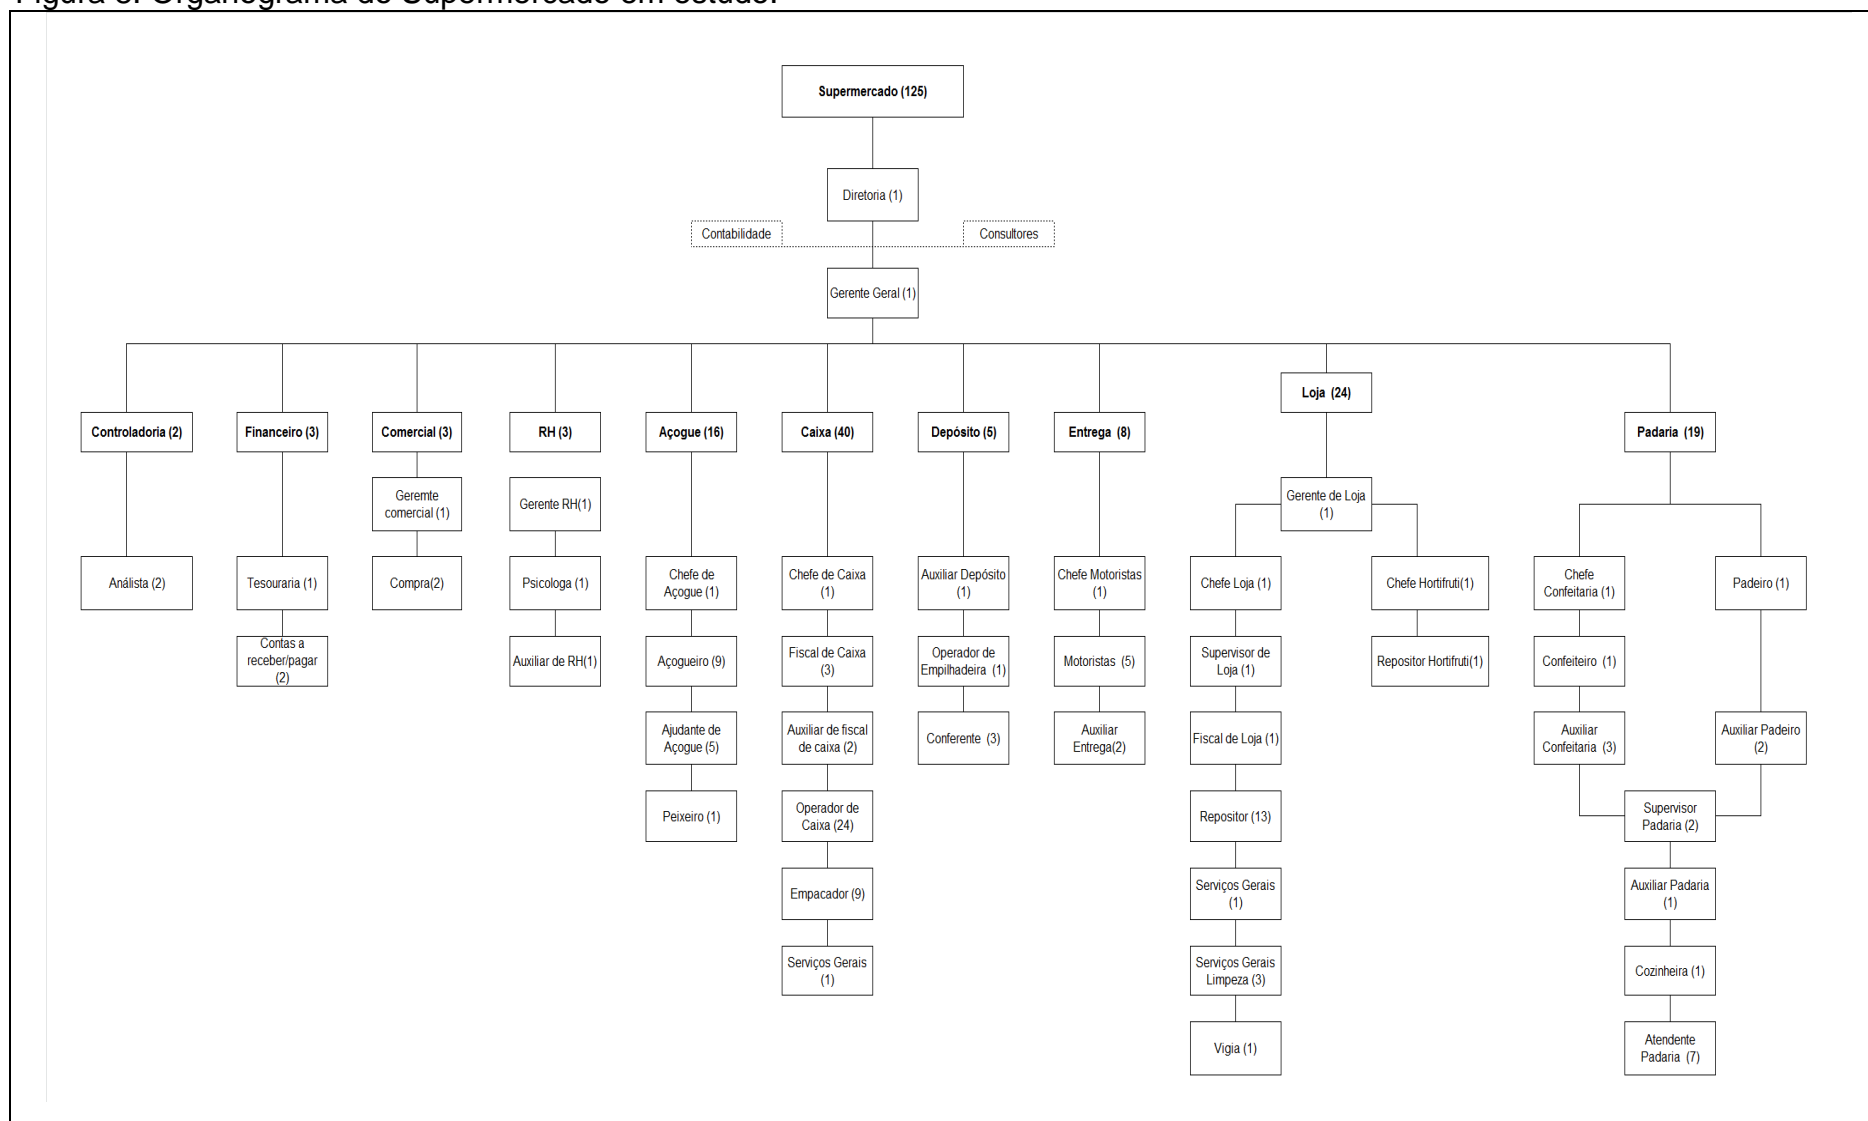 Figura 3: Organograma do Supermercado em estudo.
Supermercado (125)
Diretoria (1)
Contabilidade
Consultores
Gerente Geral (1)
Loja (24)
Controladoria (2)
Financeiro (3)
Comercial (3)
RH (3)
Açogue (16)
Caixa (40)
Depósito (5)
Entrega (8)
Padaria (19)
Geremte
comercial (1)
Gerente RH(1)
Gerente de Loja
(1)
Análista (2)
Tesouraria (1)
Compra(2)
Psicologa (1)
Chefe de
Açogue (1)
Chefe de Caixa
(1)
Auxiliar Depósito
(1)
Chefe Motoristas
(1)
Chefe Loja (1)
Chefe Hortifruti(1)
Chefe
Confeitaria (1)
Padeiro (1)
Contas a
receber/pagar
(2)
Auxiliar de RH(1)
Açogueiro (9)
Fiscal de Caixa
(3)
Operador de
Empilhadeira (1)
Motoristas (5)
Supervisor de
Loja (1)
Repositor Hortifruti(1)
Confeiteiro (1)
Ajudante de
Açogue (5)
Auxiliar de fiscal
de caixa (2)
Conferente (3)
Auxiliar
Entrega(2)
Fiscal de Loja (1)
Auxiliar
Confeitaria (3)
Auxiliar Padeiro
(2)
Peixeiro (1)
Operador de
Caixa (24)
Repositor (13)
Supervisor
Padaria (2)
Empacador (9)
Serviços Gerais
(1)
Auxiliar Padaria
(1)
Serviços Gerais
(1)
Serviços Gerais
Limpeza (3)
Cozinheira (1)
Vigia (1)
Atendente
Padaria (7)